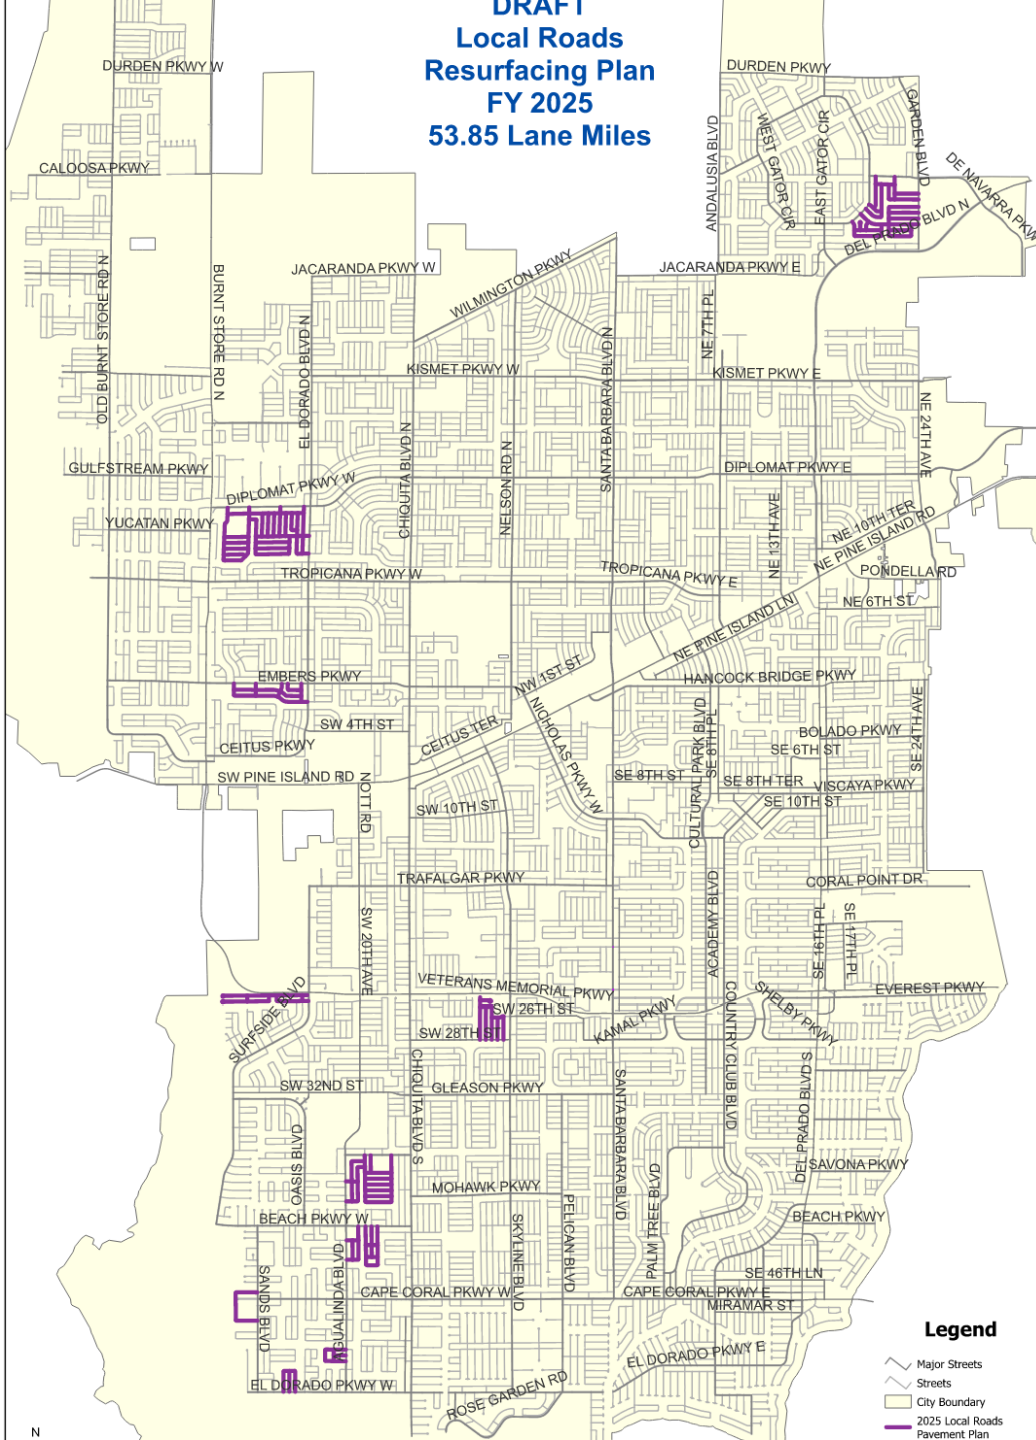 DRAFT
Local Roads
Resurfacing Plan
FY 2025
53.85 Lane Miles
DURDEN PKWY W
DURDEN PKWY
CALOOSA PKWY
ANDALUSIA BLVD
WEST GATOR CIR
EAST GATOR CIR
GARDEN BLVD
DE NAVARRA PKWY
DEL PRADO BLVD N
JACARANDA PKWY W
WILMINGTON PKWY
JACARANDA PKWY E
OLD BURNT STORE RD N
BURNT STORE RD N
EL DORADO BLVD N
NE 7TH PL
KISMET PKWY W
KISMET PKWY E
SANTA BARBARA BLVD N
CHIQUITA BLVD N
NELSON RD N
NE 24TH AVE
GULFSTREAM PKWY
DIPLOMAT PKWY W
DIPLOMAT PKWY E
YUCATAN PKWY
NE 13TH AVE
NE 10TH TER
NE PINE ISLAND RD
TROPICANA PKWY W
TROPICANA PKWY E
PONDELLA RD
NE PINE ISLAND LN
NE 6TH ST
EMBERS PKWY
NW 1ST ST
HANCOCK BRIDGE PKWY
SW 4TH ST
CEITUS TER
CEITUS PKWY
NICHOLAS PKWY W
CULTURAL PARK BLVD
SE 8TH PL
BOLADO PKWY
SE 6TH ST
SE 24TH AVE
SW PINE ISLAND RD
NOTT RD
SE 8TH ST
SE 8TH TER
VISCAYA PKWY
SW 10TH ST
SE 10TH ST
TRAFALGAR PKWY
CORAL POINT DR
SW 20TH AVE
ACADEMY BLVD
SE 16TH PL
SE 17TH PL
VETERANS MEMORIAL PKWY
SURFSIDE BLVD
SW 26TH ST
KAMAL PKWY
SHELBY PKWY
EVEREST PKWY
SW 28TH ST
COUNTRY CLUB BLVD
SW 32ND ST
CHIQUITA BLVD S
GLEASON PKWY
SANTA BARBARA BLVD
DEL PRADO BLVD S
OASIS BLVD
SAVONA PKWY
MOHAWK PKWY
PELICAN BLVD
PALM TREE BLVD
BEACH PKWY W
BEACH PKWY
SKYLINE BLVD
SANDS BLVD
AGUALINDA BLVD
SE 46TH LN
CAPE CORAL PKWY W
CAPE CORAL PKWY E
MIRAMAR ST
EL DORADO PKWY E
EL DORADO PKWY W
ROSE GARDEN RD
Legend
Major Streets
Streets
City Boundary
2025 Local Roads
Pavement Plan
N